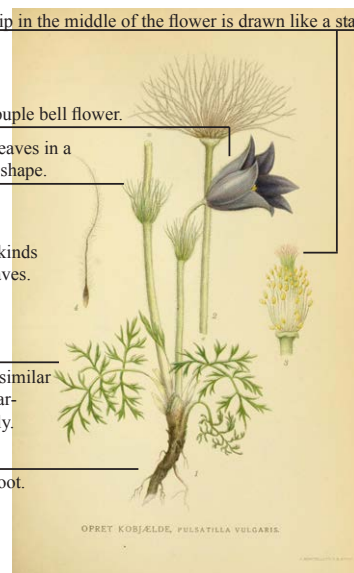 ip in the middle of the flower is drawn like a sta
ouple bell flower.
eaves in a
shape.
kinds
ves.
similar
ar-
ly.
oot.
4
2
3
1
OPRET KOBJÆLDE, PULSATILLA VULGARIS.